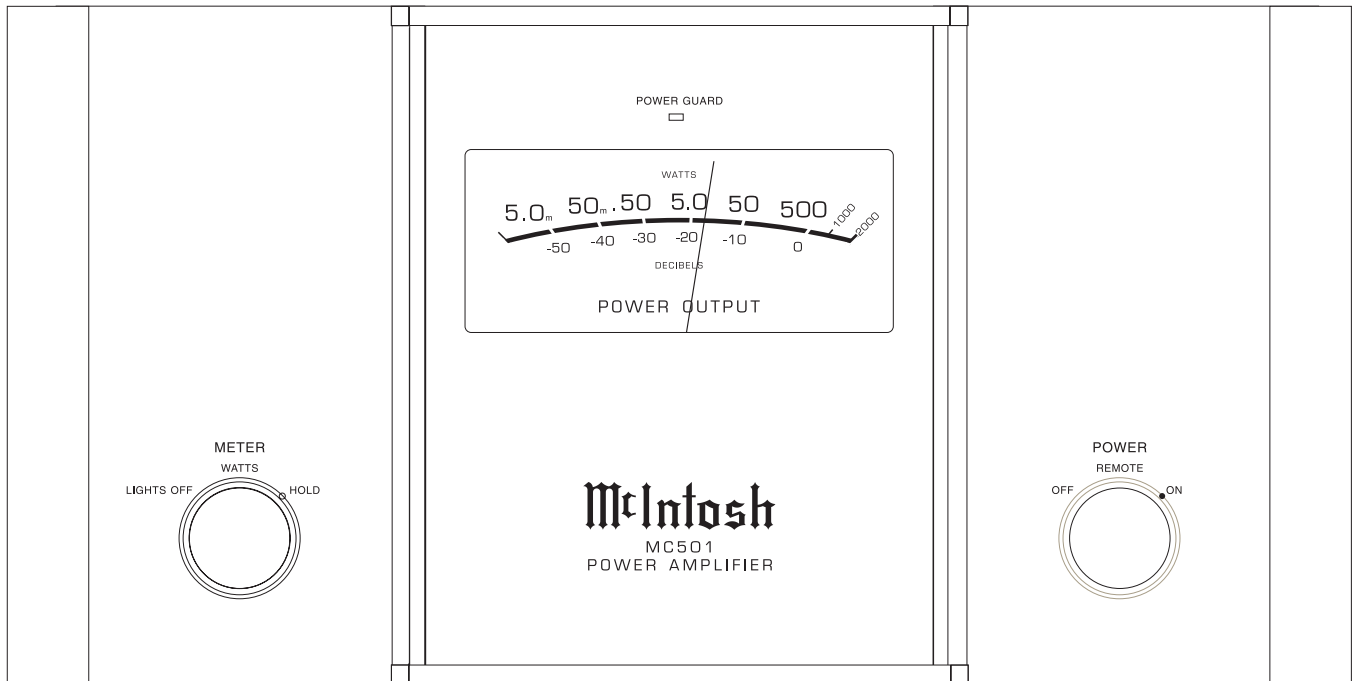 POWER GUARD
WATTS
5.0m 50m .50 5.0 50 500 1000 2000
-50 -40 -30 -20 -10 0
DECIBELS
POWER OUTPUT
METER
WATTS
LIGHTS OFF HOLD
McIntosh
MC501
POWER AMPLIFIER
POWER
REMOTE
OFF ON